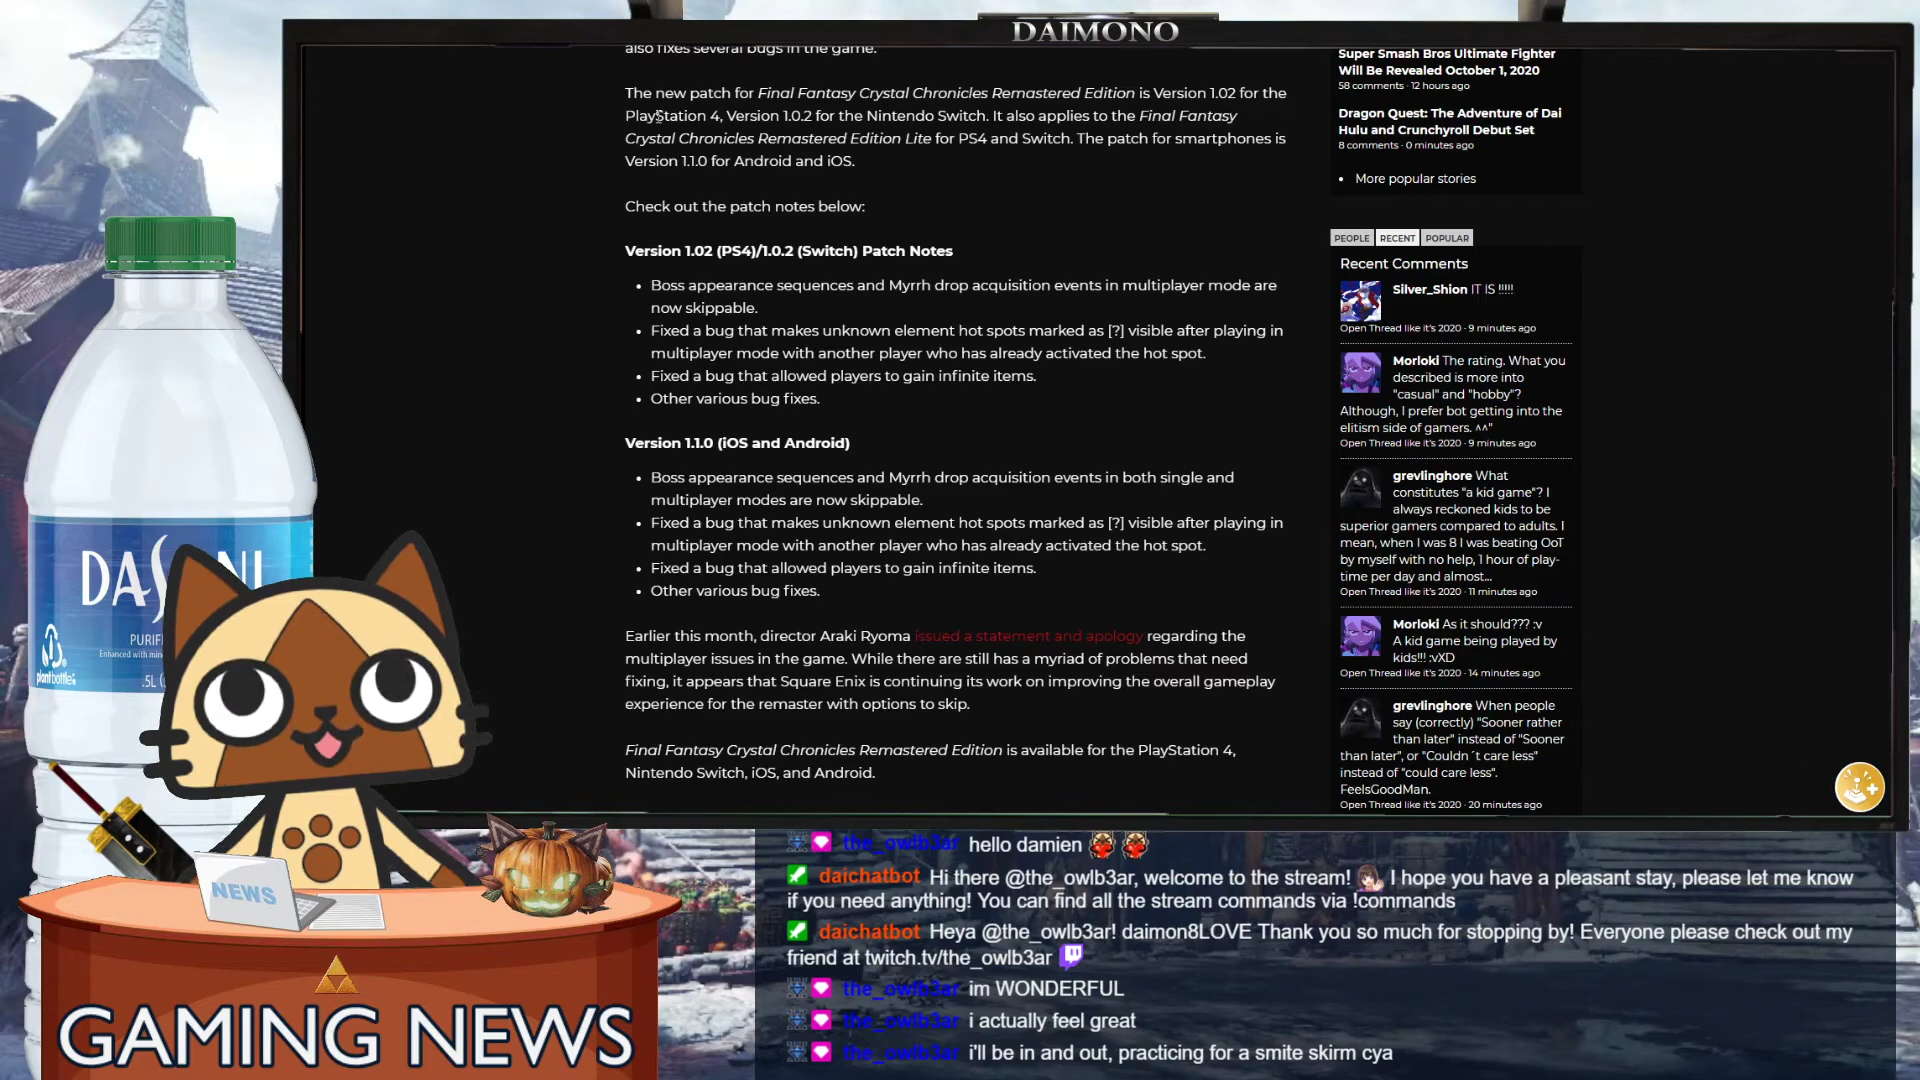 DAIMONO
also fixes several bugs in the game.
The new patch for Final Fantasy Crystal Chronicles Remastered Edition is Version 1.02 for the
PlayStation 4, Version 1.0.2 for the Nintendo Switch. It also applies to the Final Fantasy
Crystal Chronicles Remastered Edition Lite for PS4 and Switch. The patch for smartphones is
Version 1.1.0 for Android and iOS.
Check out the patch notes below:
Version 1.02 (PS4)/1.0.2 (Switch) Patch Notes
• Boss appearance sequences and Myrrh drop acquisition events in multiplayer mode are
now skippable.
• Fixed a bug that makes unknown element hot spots marked as [?] visible after playing in
multiplayer mode with another player who has already activated the hot spot.
• Fixed a bug that allowed players to gain infinite items.
• Other various bug fixes.
Version 1.1.0 (iOS and Android)
• Boss appearance sequences and Myrrh drop acquisition events in both single and
multiplayer modes are now skippable.
• Fixed a bug that makes unknown element hot spots marked as [?] visible after playing in
multiplayer mode with another player who has already activated the hot spot.
• Fixed a bug that allowed players to gain infinite items.
• Other various bug fixes.
Earlier this month, director Araki Ryoma issued a statement and apology regarding the
multiplayer issues in the game. While there are still has a myriad of problems that need
fixing, it appears that Square Enix is continuing its work on improving the overall gameplay
experience for the remaster with options to skip.
Final Fantasy Crystal Chronicles Remastered Edition is available for the PlayStation 4,
Nintendo Switch, iOS, and Android.
Super Smash Bros Ultimate Fighter
Will Be Revealed October 1, 2020
58 comments · 12 hours ago
Dragon Quest: The Adventure of Dai
Hulu and Crunchyroll Debut Set
8 comments · 0 minutes ago
• More popular stories
PEOPLE RECENT POPULAR
Recent Comments
Silver_Shion IT IS !!!!!
Open Thread like it's 2020 · 9 minutes ago
Morloki The rating. What you
described is more into
"casual" and "hobby"?
Although, I prefer bot getting into the
elitism side of gamers. ^^"
Open Thread like it's 2020 · 9 minutes ago
grevlinghore What
constitutes "a kid game"? I
always reckoned kids to be
superior gamers compared to adults. I
mean, when I was 8 I was beating OoT
by myself with no help, 1 hour of play-
time per day and almost...
Open Thread like it's 2020 · 11 minutes ago
Morloki As it should??? :v
A kid game being played by
kids!!! :vXD
Open Thread like it's 2020 · 14 minutes ago
grevlinghore When people
say (correctly) "Sooner rather
than later" instead of "Sooner
than later", or "Couldn´t care less"
instead of "could care less".
FeelsGoodMan.
Open Thread like it's 2020 · 20 minutes ago
DASANI
PURIF
Enhanced with min
plantbottle
.5L
NEWS
GAMING NEWS
the_owlb3ar hello damien
daichatbot Hi there @the_owlb3ar, welcome to the stream! I hope you have a pleasant stay, please let me know
if you need anything! You can find all the stream commands via !commands
daichatbot Heya @the_owlb3ar! daimon8LOVE Thank you so much for stopping by! Everyone please check out my
friend at twitch.tv/the_owlb3ar
the_owlb3ar im WONDERFUL
the_owlb3ar i actually feel great
the_owlb3ar i'll be in and out, practicing for a smite skirm cya